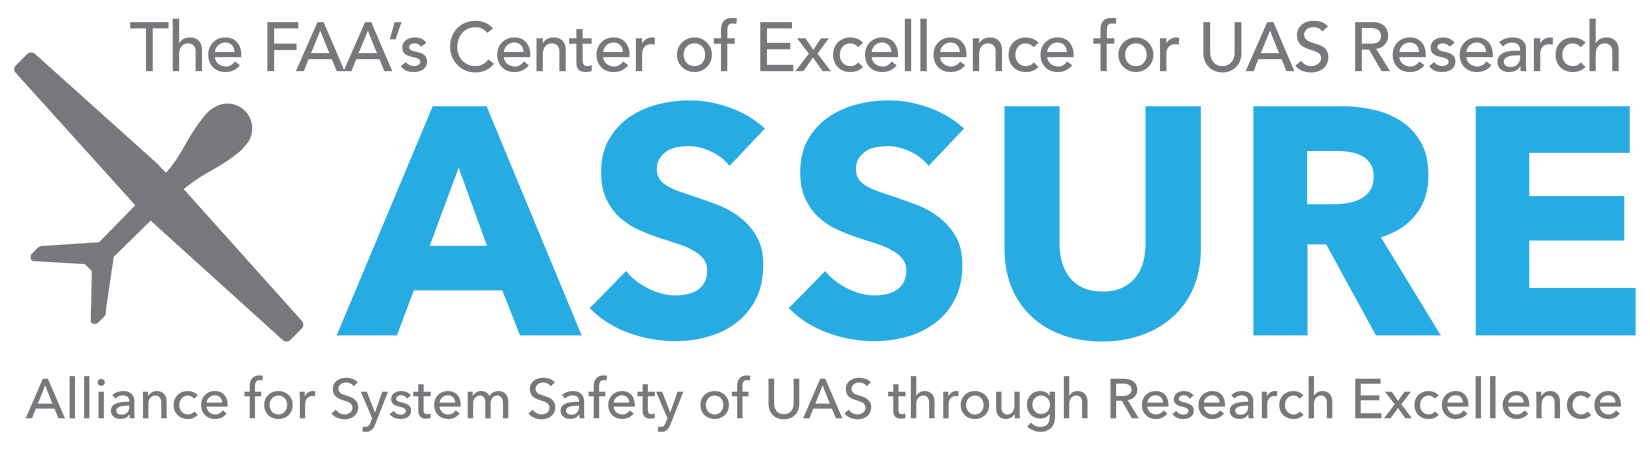 The FAA’s Center of Excellence for UAS Research
ASSURE
Alliance for System Safety of UAS through Research Excellence